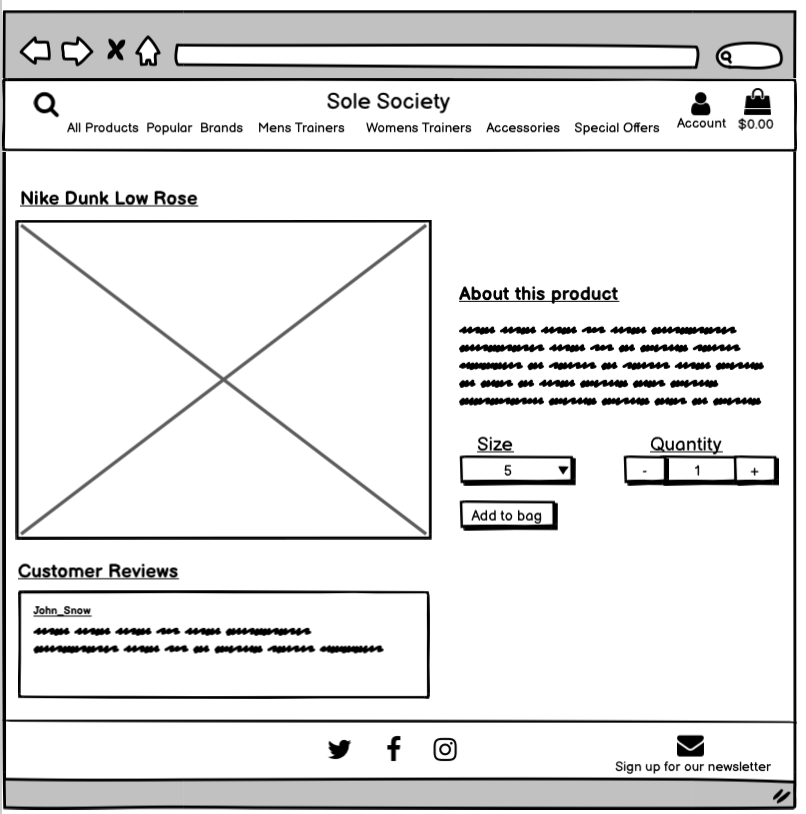 Sole Society
All Products Popular Brands Mens Trainers Womens Trainers Accessories Special Offers Account $0.00
Nike Dunk Low Rose
About this product
Size Quantity
5 - 1 +
Add to bag
Customer Reviews
John_Snow
Sign up for our newsletter